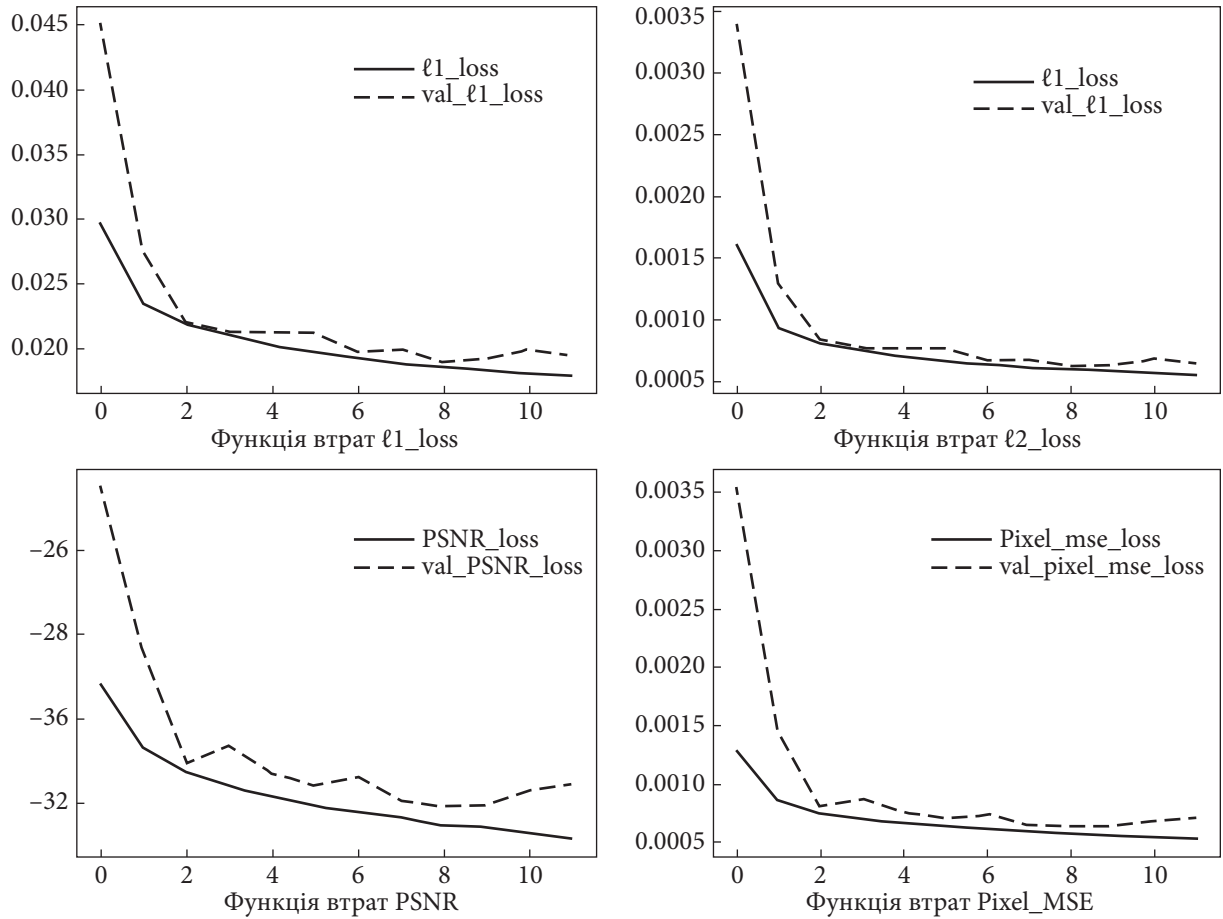 0.045
0.040
0.035
0.030
0.025
0.020
ℓ1_loss
val_ℓ1_loss
0 2 4 6 8 10
Функція втрат ℓ1_loss
0.0035
0.0030
0.0025
0.0020
0.0015
0.0010
0.0005
ℓ1_loss
val_ℓ1_loss
0 2 4 6 8 10
Функція втрат ℓ2_loss
–26
–28
–36
–32
PSNR_loss
val_PSNR_loss
0 2 4 6 8 10
Функція втрат PSNR
0.0035
0.0030
0.0025
0.0020
0.0015
0.0010
0.0005
Pixel_mse_loss
val_pixel_mse_loss
0 2 4 6 8 10
Функція втрат Pixel_MSE